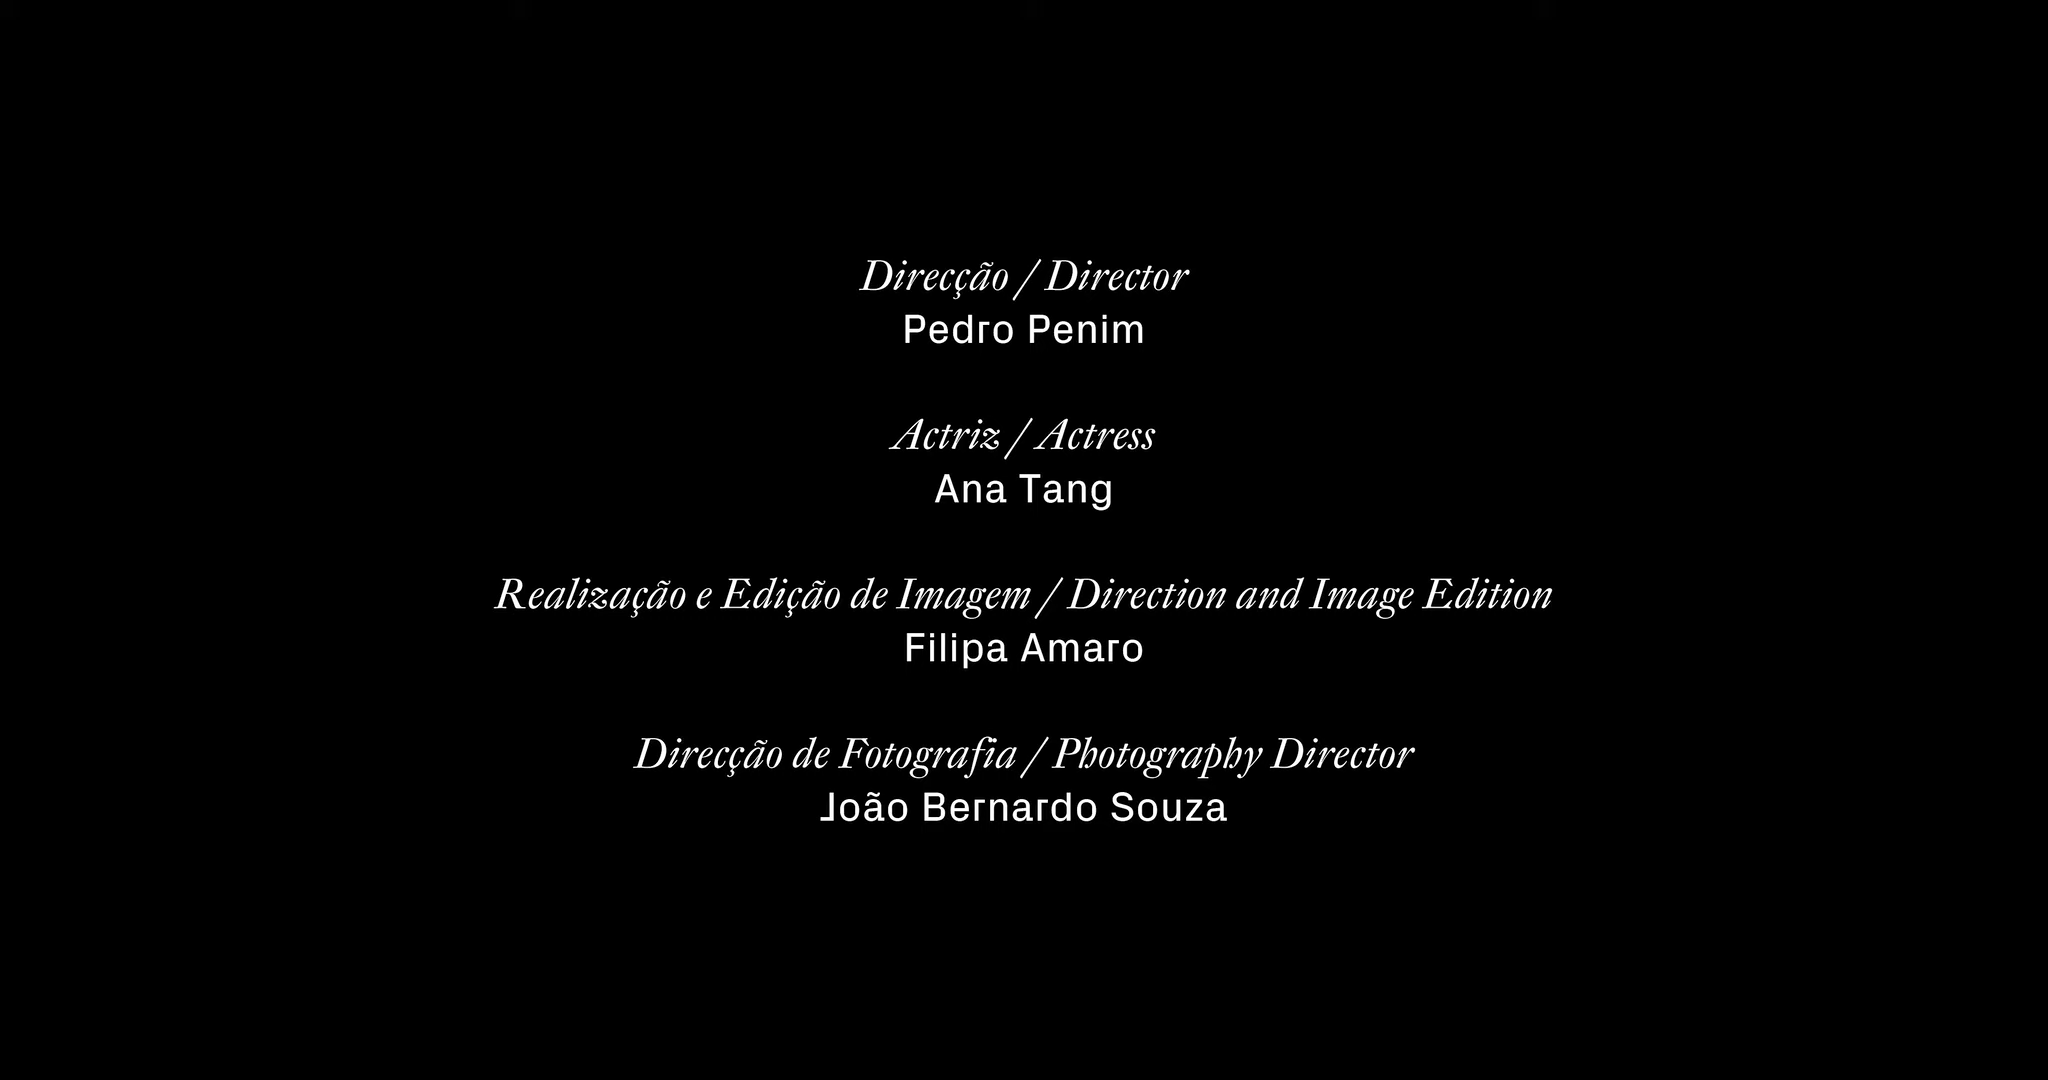 Direcção / Director
Pedro Penim
Actriz / Actress
Ana Tang
Realização e Edição de Imagem / Direction and Image Edition
Filipa Amaro
Direcção de Fotografia / Photography Director
João Bernardo Souza